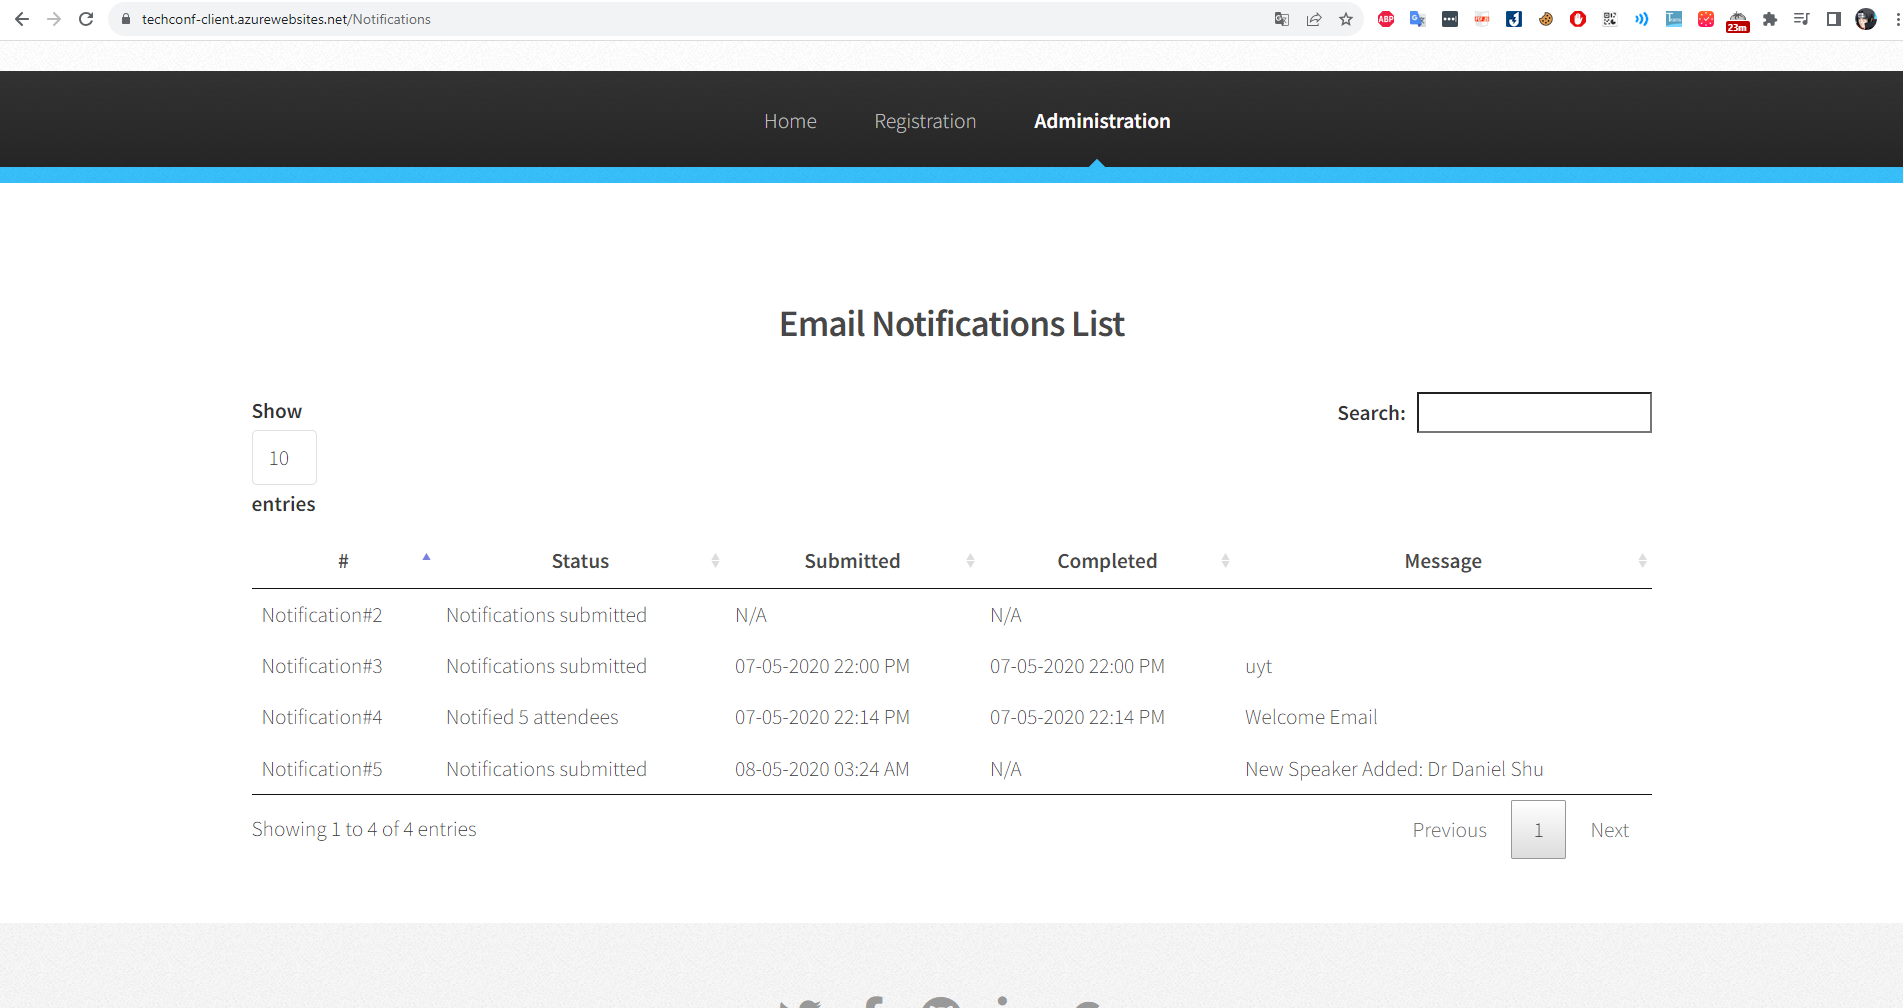 techconf-client.azurewebsites.net/Notifications
ABP
23m
Home Registration Administration
Email Notifications List
Show
10
entries
Search:
# Status Submitted Completed Message
Notification#2 Notifications submitted N/A N/A
Notification#3 Notifications submitted 07-05-2020 22:00 PM 07-05-2020 22:00 PM uyt
Notification#4 Notified 5 attendees 07-05-2020 22:14 PM 07-05-2020 22:14 PM Welcome Email
Notification#5 Notifications submitted 08-05-2020 03:24 AM N/A New Speaker Added: Dr Daniel Shu
Showing 1 to 4 of 4 entries
Previous 1 Next